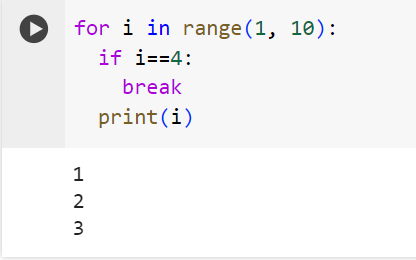 for i in range(1, 10):
  if i==4:
    break
  print(i)
1
2
3